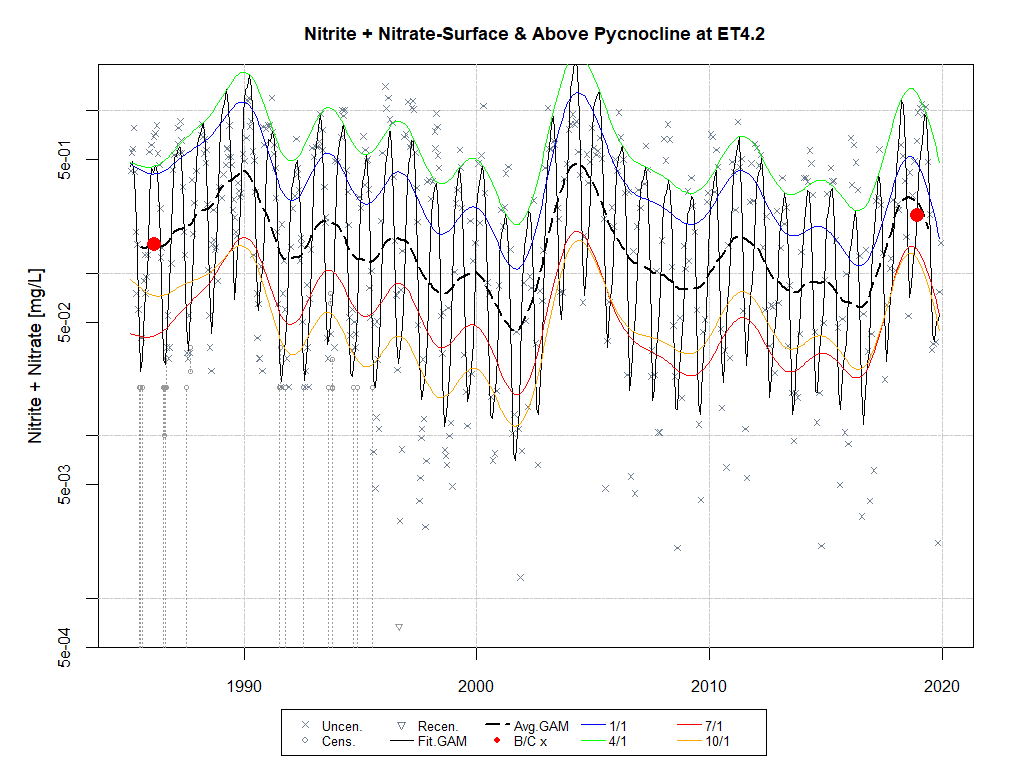 Nitrite + Nitrate-Surface & Above Pycnocline at ET4.2
Nitrite + Nitrate [mg/L]
5e-01
5e-02
5e-03
5e-04
1990 2000 2010 2020
Uncen. Recen. Avg.GAM 1/1 7/1
Cens. Fit.GAM B/C x 4/1 10/1